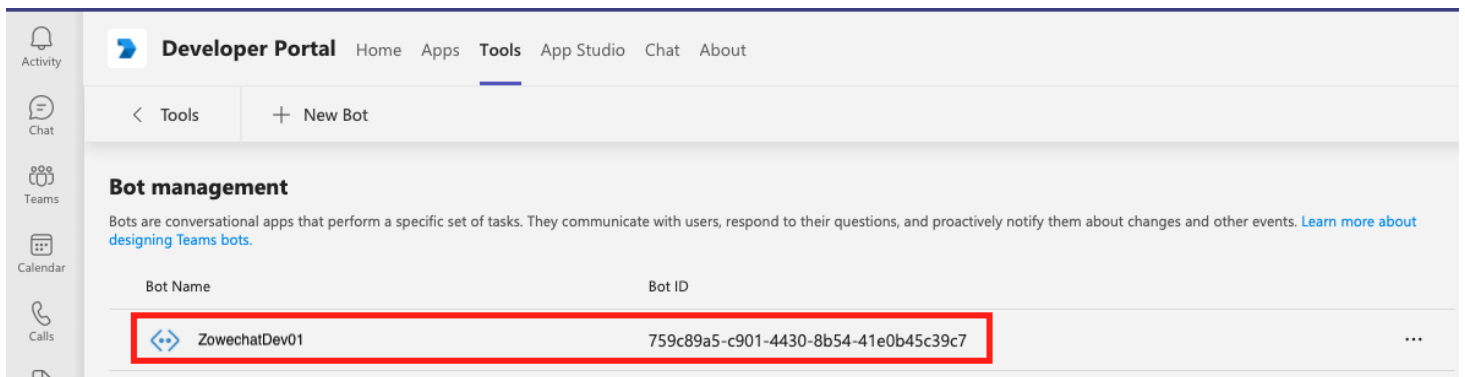 Activity
Chat
Teams
Calendar
Calls
Developer Portal Home Apps Tools App Studio Chat About
< Tools + New Bot
Bot management
Bots are conversational apps that perform a specific set of tasks. They communicate with users, respond to their questions, and proactively notify them about changes and other events. Learn more about
designing Teams bots.
Bot Name Bot ID
ZowechatDev01 759c89a5-c901-4430-8b54-41e0b45c39c7
...